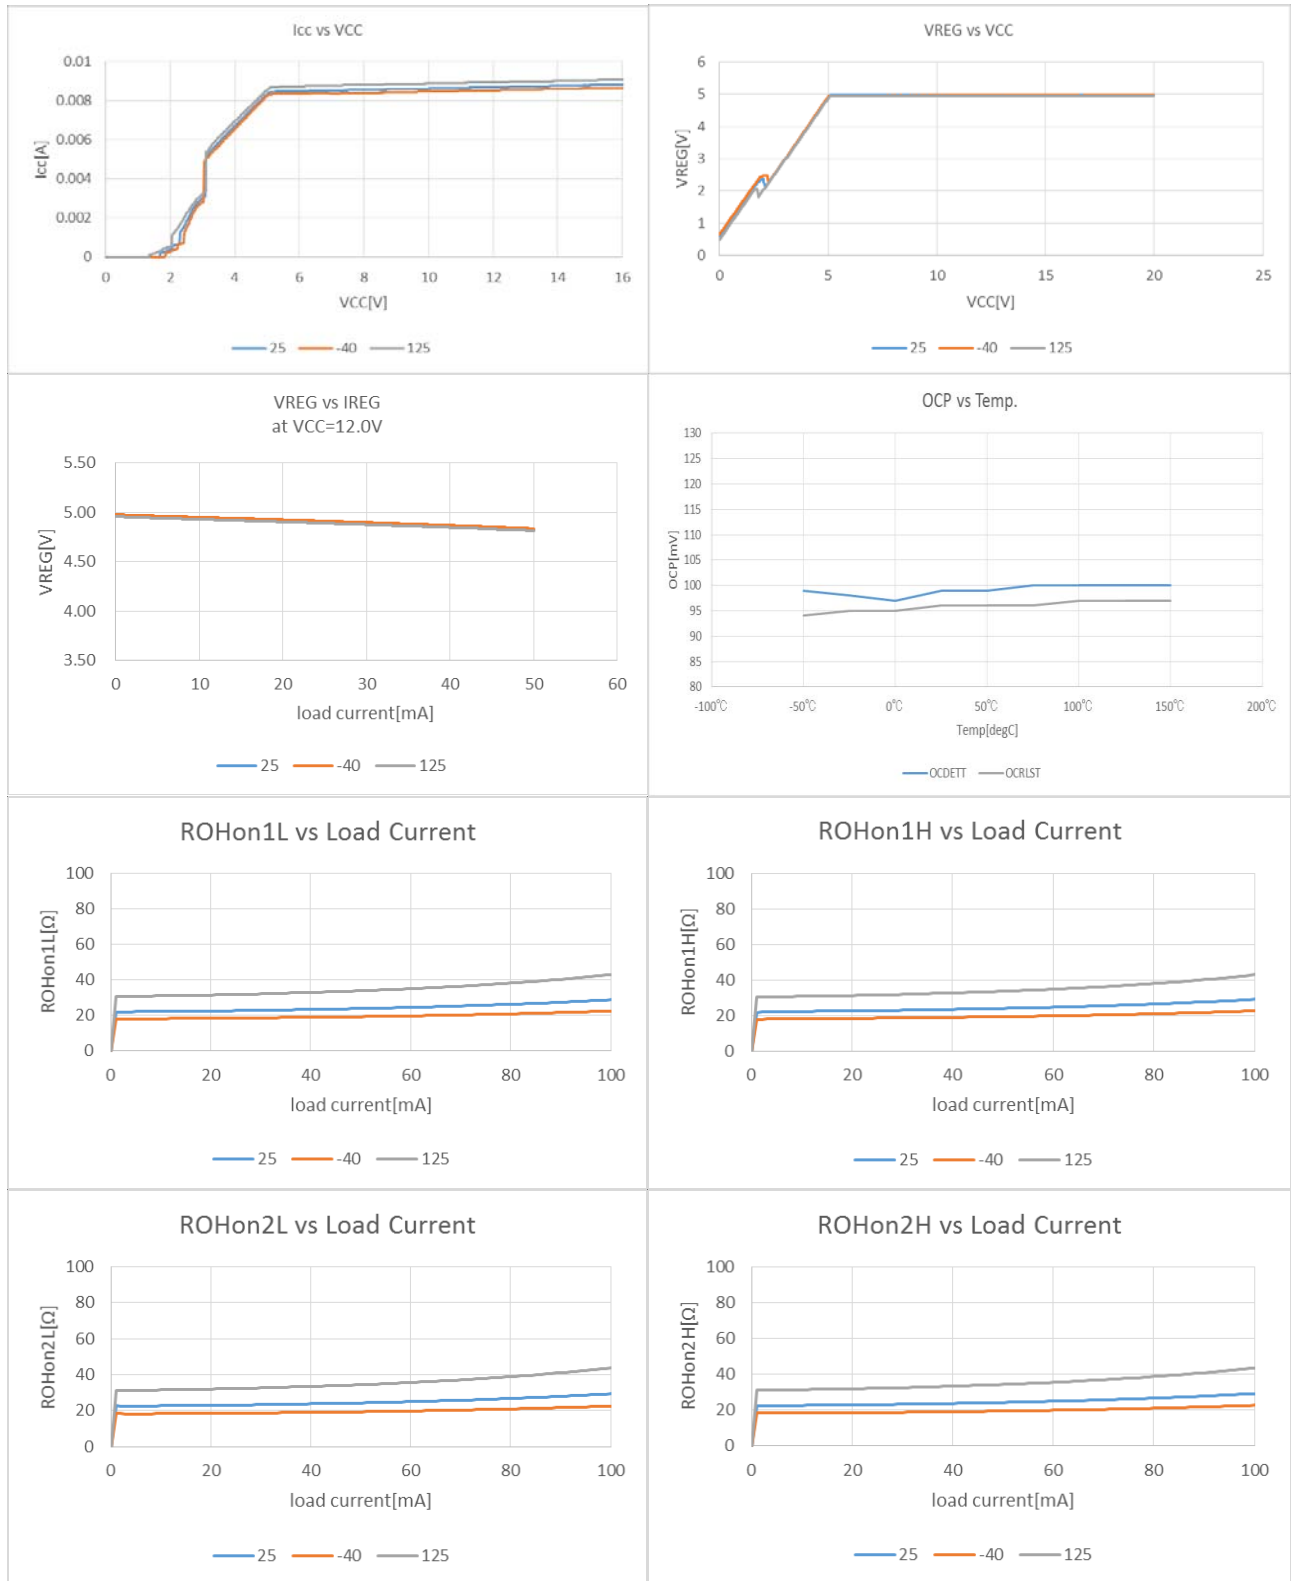 Icc vs VCC
0.01
0.008
0.006
0.004
0.002
0
Icc[A]
0 2 4 6 8 10 12 14 16
VCC[V]
25 -40 125
VREG vs VCC
6
5
4
3
2
1
0
VREG[V]
0 5 10 15 20 25
VCC[V]
25 -40 125
VREG vs IREG
at VCC=12.0V
5.50
5.00
4.50
4.00
3.50
VREG[V]
0 10 20 30 40 50 60
load current[mA]
25 -40 125
OCP vs Temp.
130
125
120
115
110
105
100
95
90
85
80
OCP[mV]
-100℃ -50℃ 0℃ 50℃ 100℃ 150℃ 200℃
Temp[degC]
OCDETT OCRLST
ROHon1L vs Load Current
100
80
60
40
20
0
ROHon1L[Ω]
0 20 40 60 80 100
load current[mA]
25 -40 125
ROHon1H vs Load Current
100
80
60
40
20
0
ROHon1H[Ω]
0 20 40 60 80 100
load current[mA]
25 -40 125
ROHon2L vs Load Current
100
80
60
40
20
0
ROHon2L[Ω]
0 20 40 60 80 100
load current[mA]
25 -40 125
ROHon2H vs Load Current
100
80
60
40
20
0
ROHon2H[Ω]
0 20 40 60 80 100
load current[mA]
25 -40 125